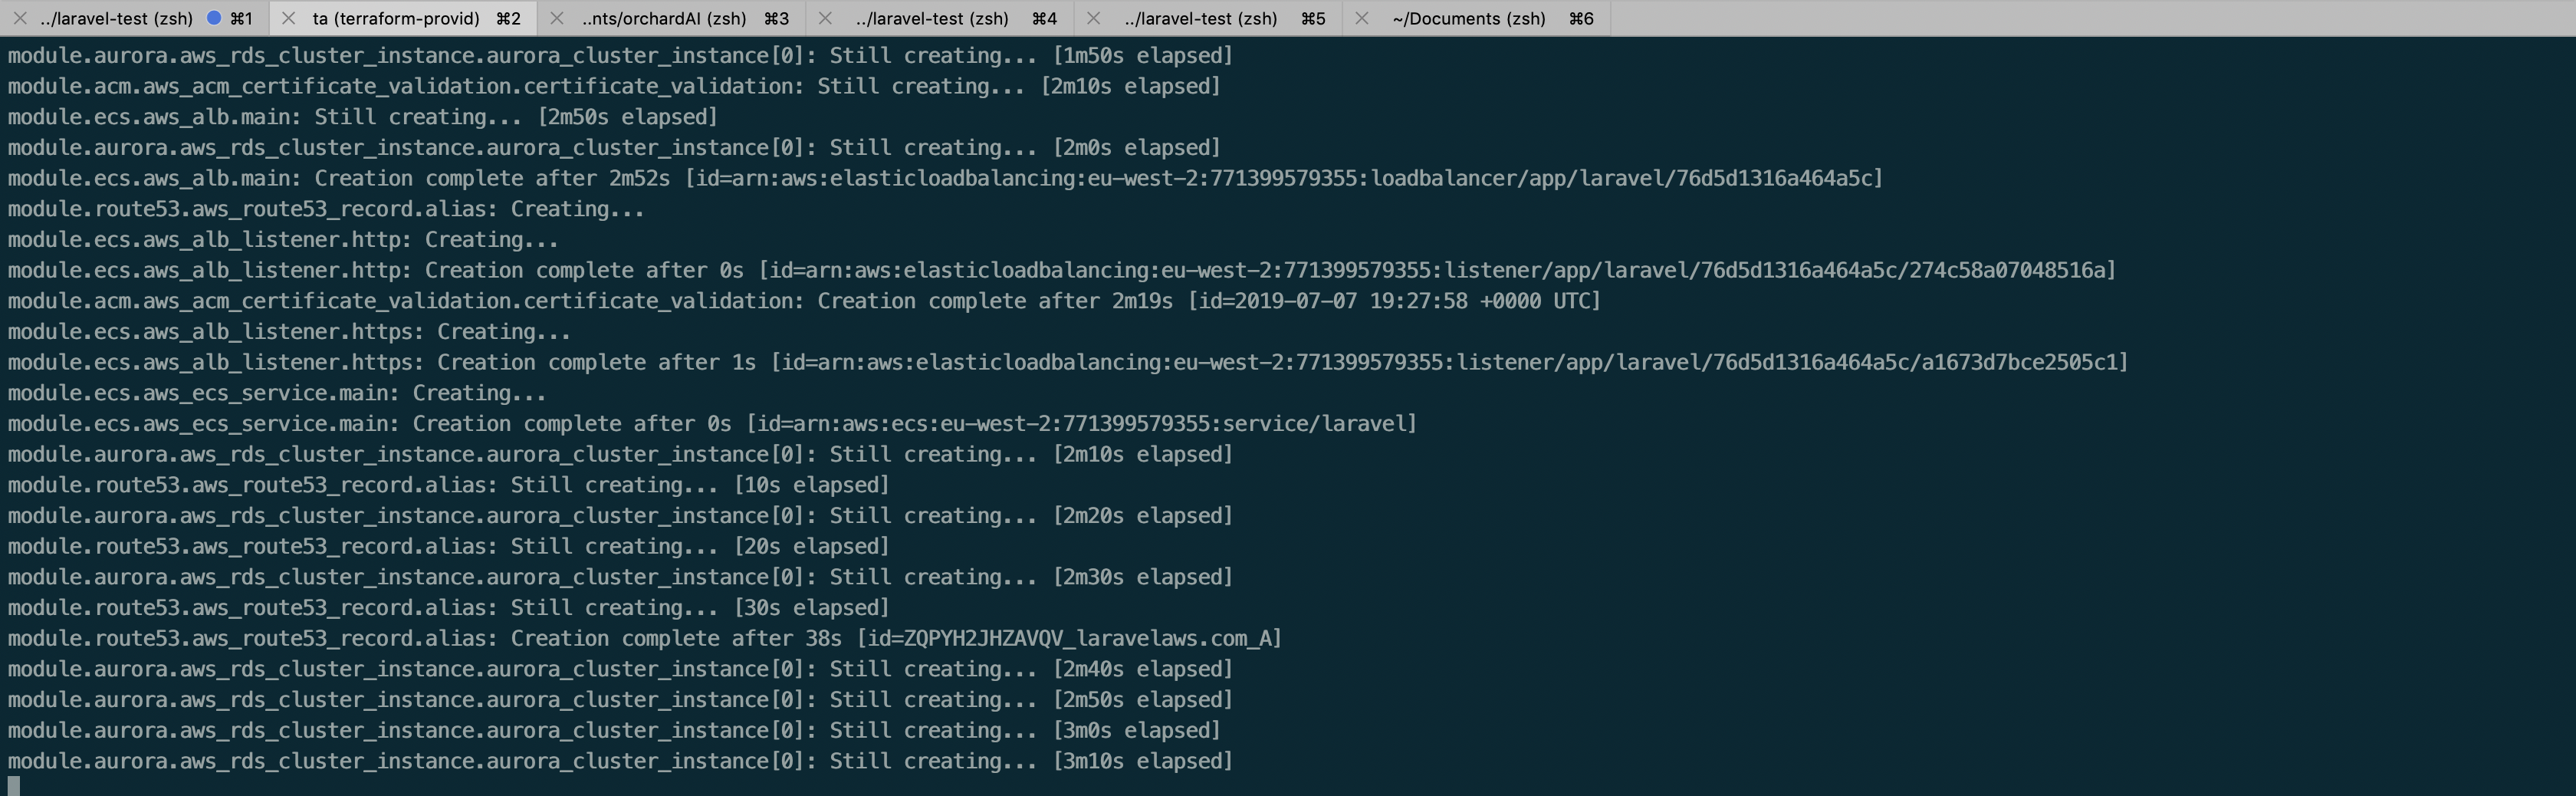 ../laravel-test (zsh) ⌘1 ta (terraform-provid) ⌘2 ..nts/orchardAI (zsh) ⌘3 ../laravel-test (zsh) ⌘4 ../laravel-test (zsh) ⌘5 ~/Documents (zsh) ⌘6
module.aurora.aws_rds_cluster_instance.aurora_cluster_instance[0]: Still creating... [1m50s elapsed]
module.acm.aws_acm_certificate_validation.certificate_validation: Still creating... [2m10s elapsed]
module.ecs.aws_alb.main: Still creating... [2m50s elapsed]
module.aurora.aws_rds_cluster_instance.aurora_cluster_instance[0]: Still creating... [2m0s elapsed]
module.ecs.aws_alb.main: Creation complete after 2m52s [id=arn:aws:elasticloadbalancing:eu-west-2:771399579355:loadbalancer/app/laravel/76d5d1316a464a5c]
module.route53.aws_route53_record.alias: Creating...
module.ecs.aws_alb_listener.http: Creating...
module.ecs.aws_alb_listener.http: Creation complete after 0s [id=arn:aws:elasticloadbalancing:eu-west-2:771399579355:listener/app/laravel/76d5d1316a464a5c/274c58a07048516a]
module.acm.aws_acm_certificate_validation.certificate_validation: Creation complete after 2m19s [id=2019-07-07 19:27:58 +0000 UTC]
module.ecs.aws_alb_listener.https: Creating...
module.ecs.aws_alb_listener.https: Creation complete after 1s [id=arn:aws:elasticloadbalancing:eu-west-2:771399579355:listener/app/laravel/76d5d1316a464a5c/a1673d7bce2505c1]
module.ecs.aws_ecs_service.main: Creating...
module.ecs.aws_ecs_service.main: Creation complete after 0s [id=arn:aws:ecs:eu-west-2:771399579355:service/laravel]
module.aurora.aws_rds_cluster_instance.aurora_cluster_instance[0]: Still creating... [2m10s elapsed]
module.route53.aws_route53_record.alias: Still creating... [10s elapsed]
module.aurora.aws_rds_cluster_instance.aurora_cluster_instance[0]: Still creating... [2m20s elapsed]
module.route53.aws_route53_record.alias: Still creating... [20s elapsed]
module.aurora.aws_rds_cluster_instance.aurora_cluster_instance[0]: Still creating... [2m30s elapsed]
module.route53.aws_route53_record.alias: Still creating... [30s elapsed]
module.route53.aws_route53_record.alias: Creation complete after 38s [id=ZQPYH2JHZAVQV_laravelaws.com_A]
module.aurora.aws_rds_cluster_instance.aurora_cluster_instance[0]: Still creating... [2m40s elapsed]
module.aurora.aws_rds_cluster_instance.aurora_cluster_instance[0]: Still creating... [2m50s elapsed]
module.aurora.aws_rds_cluster_instance.aurora_cluster_instance[0]: Still creating... [3m0s elapsed]
module.aurora.aws_rds_cluster_instance.aurora_cluster_instance[0]: Still creating... [3m10s elapsed]